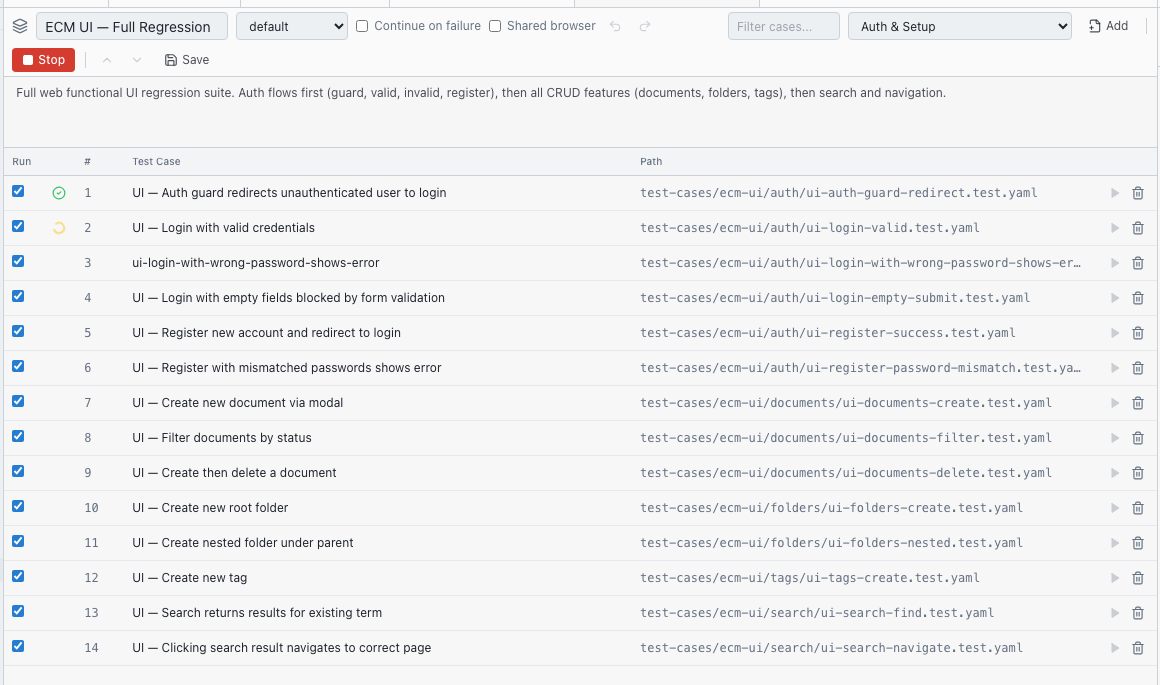 ECM UI — Full Regression default Continue on failure Shared browser Filter cases... Auth & Setup Add
Stop Save
Full web functional UI regression suite. Auth flows first (guard, valid, invalid, register), then all CRUD features (documents, folders, tags), then search and navigation.
Run # Test Case Path
1 UI — Auth guard redirects unauthenticated user to login test-cases/ecm-ui/auth/ui-auth-guard-redirect.test.yaml
2 UI — Login with valid credentials test-cases/ecm-ui/auth/ui-login-valid.test.yaml
3 ui-login-with-wrong-password-shows-error test-cases/ecm-ui/auth/ui-login-with-wrong-password-shows-er…
4 UI — Login with empty fields blocked by form validation test-cases/ecm-ui/auth/ui-login-empty-submit.test.yaml
5 UI — Register new account and redirect to login test-cases/ecm-ui/auth/ui-register-success.test.yaml
6 UI — Register with mismatched passwords shows error test-cases/ecm-ui/auth/ui-register-password-mismatch.test.ya…
7 UI — Create new document via modal test-cases/ecm-ui/documents/ui-documents-create.test.yaml
8 UI — Filter documents by status test-cases/ecm-ui/documents/ui-documents-filter.test.yaml
9 UI — Create then delete a document test-cases/ecm-ui/documents/ui-documents-delete.test.yaml
10 UI — Create new root folder test-cases/ecm-ui/folders/ui-folders-create.test.yaml
11 UI — Create nested folder under parent test-cases/ecm-ui/folders/ui-folders-nested.test.yaml
12 UI — Create new tag test-cases/ecm-ui/tags/ui-tags-create.test.yaml
13 UI — Search returns results for existing term test-cases/ecm-ui/search/ui-search-find.test.yaml
14 UI — Clicking search result navigates to correct page test-cases/ecm-ui/search/ui-search-navigate.test.yaml